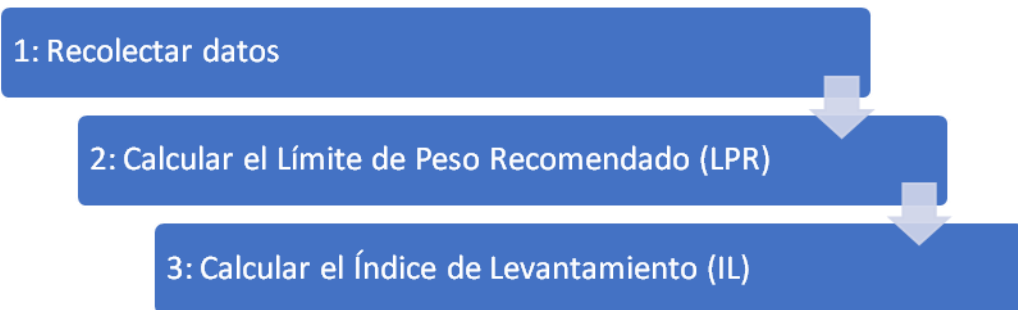 1: Recolectar datos
2: Calcular el Límite de Peso Recomendado (LPR)
3: Calcular el Índice de Levantamiento (IL)